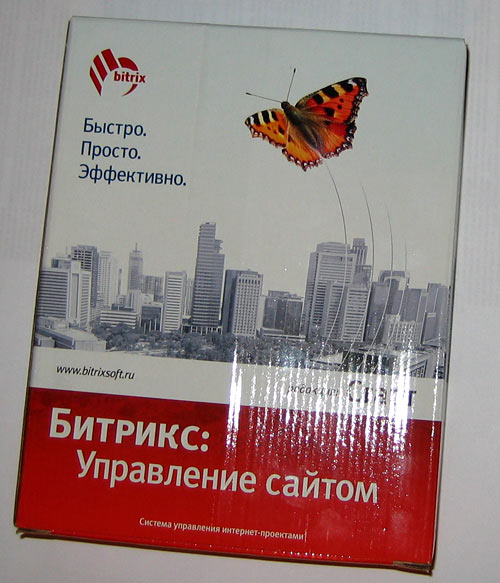 bitrix
Быстро.
Просто.
Эффективно.
www.bitrixsoft.ru
Старт
БИТРИКС:
Управление сайтом
Система управления интернет-проектами